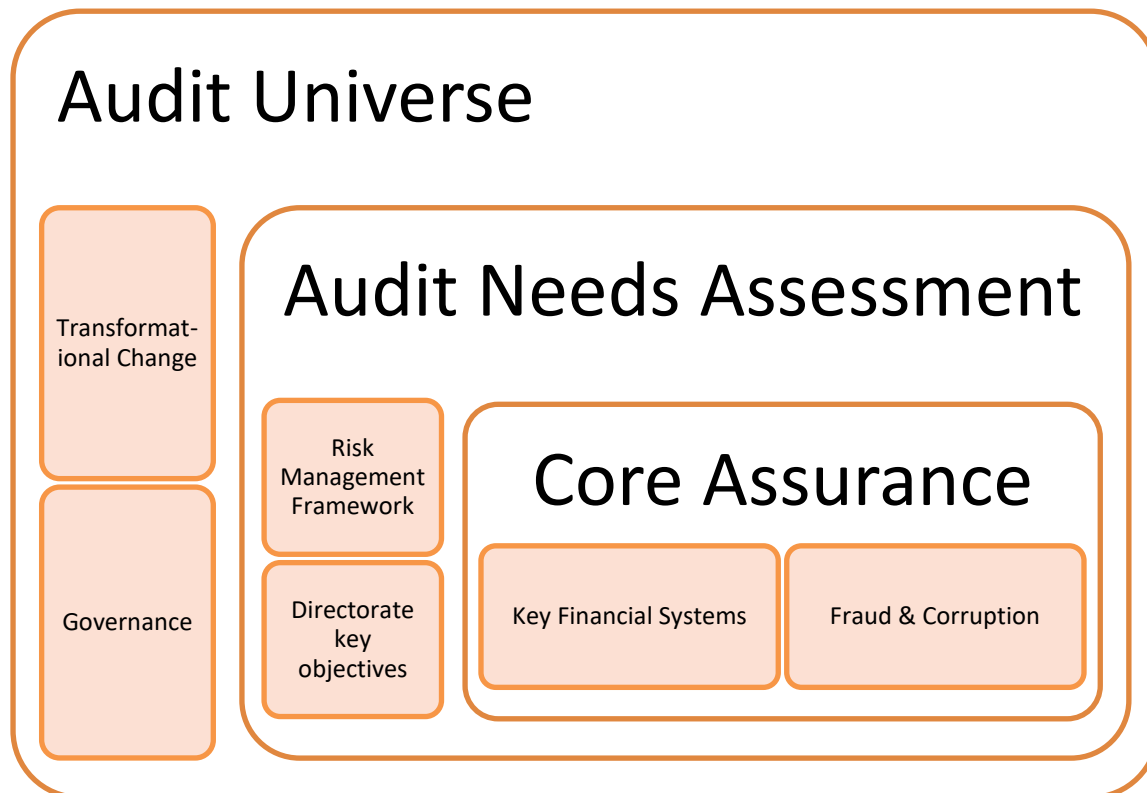 Audit Universe
Transformat-
ional Change
Governance
Audit Needs Assessment
Risk
Management
Framework
Directorate
key
objectives
Core Assurance
Key Financial Systems
Fraud & Corruption